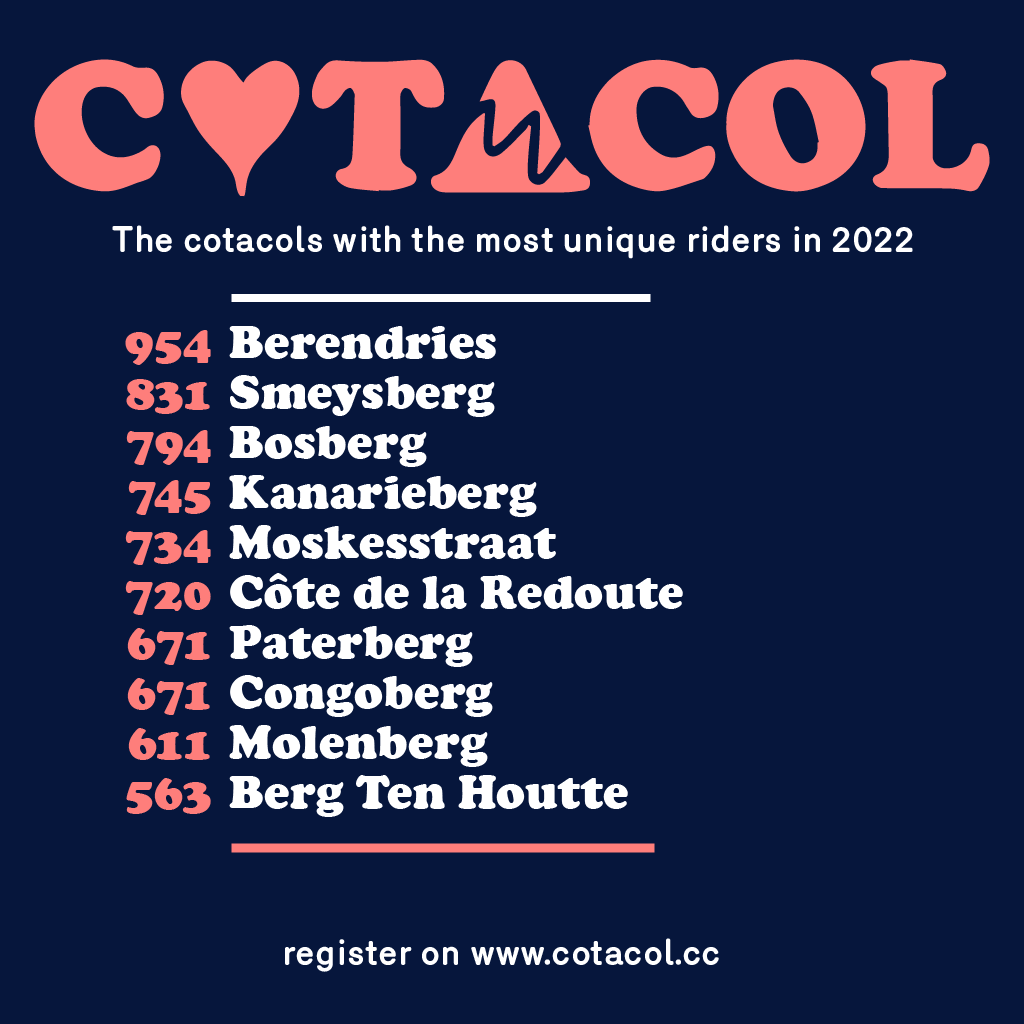 COTACOL
The cotacols with the most unique riders in 2022
954 Berendries
831 Smeysberg
794 Bosberg
745 Kanarieberg
734 Moskesstraat
720 Côte de la Redoute
671 Paterberg
671 Congoberg
611 Molenberg
563 Berg Ten Houtte
register on www.cotacol.cc